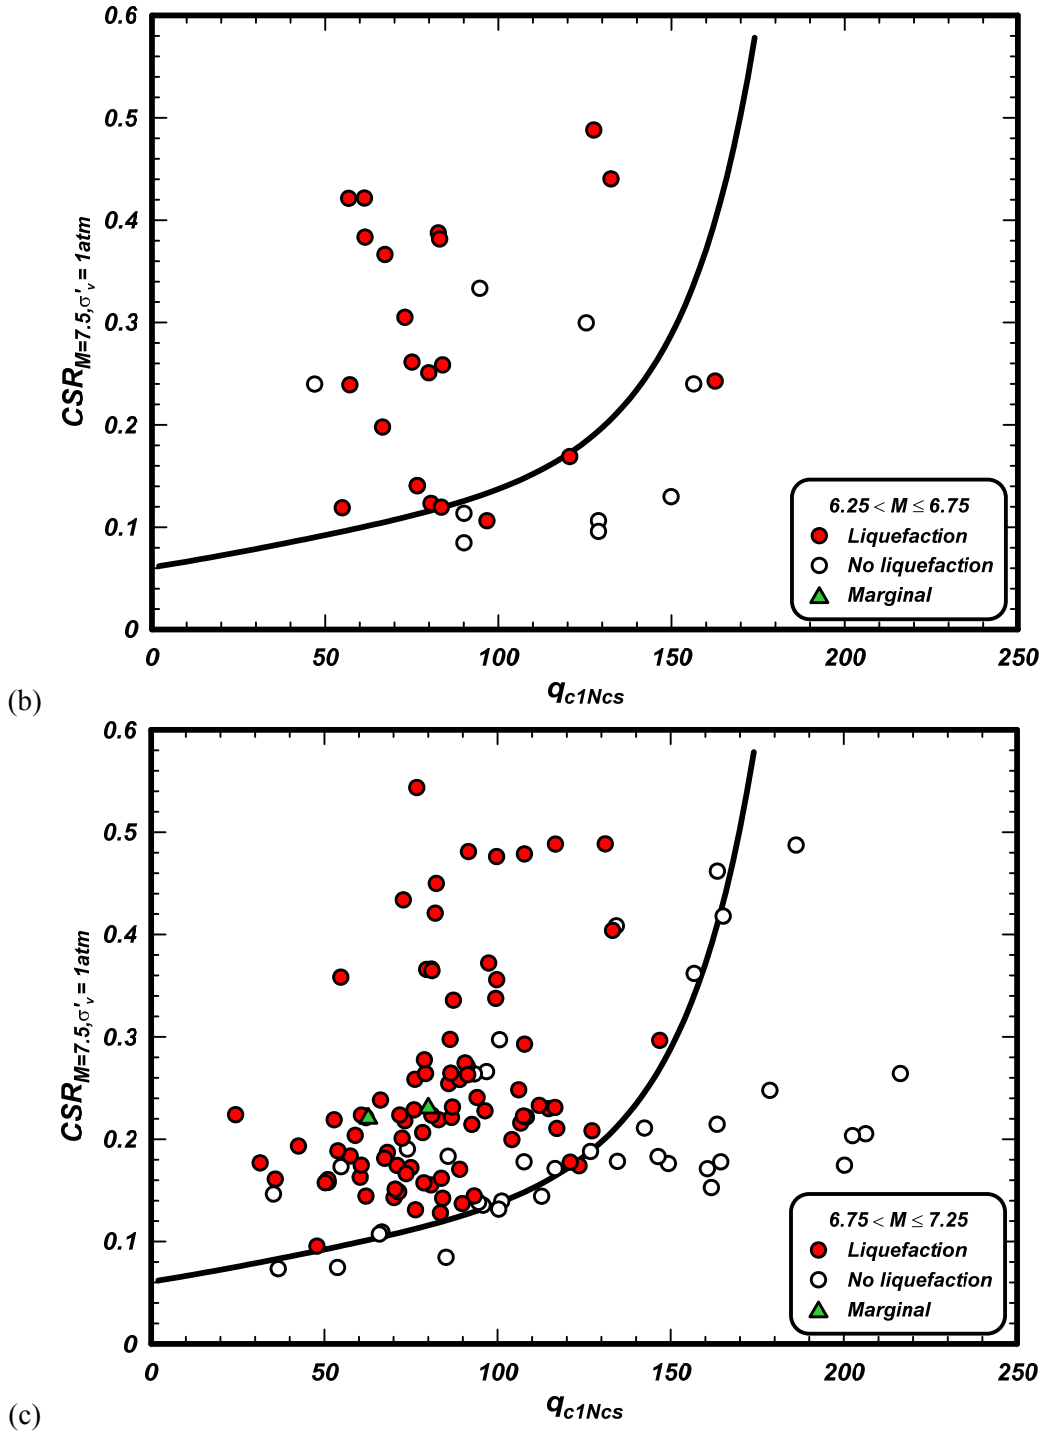 0.6
0.5
0.4
0.3
0.2
0.1
0
CSR M=7.5,σ'v = 1atm
6.25 < M ≤ 6.75
Liquefaction
No liquefaction
Marginal
0 50 100 150 200 250
qc1Ncs
(b)
0.6
0.5
0.4
0.3
0.2
0.1
0
CSR M=7.5,σ'v = 1atm
6.75 < M ≤ 7.25
Liquefaction
No liquefaction
Marginal
0 50 100 150 200 250
qc1Ncs
(c)